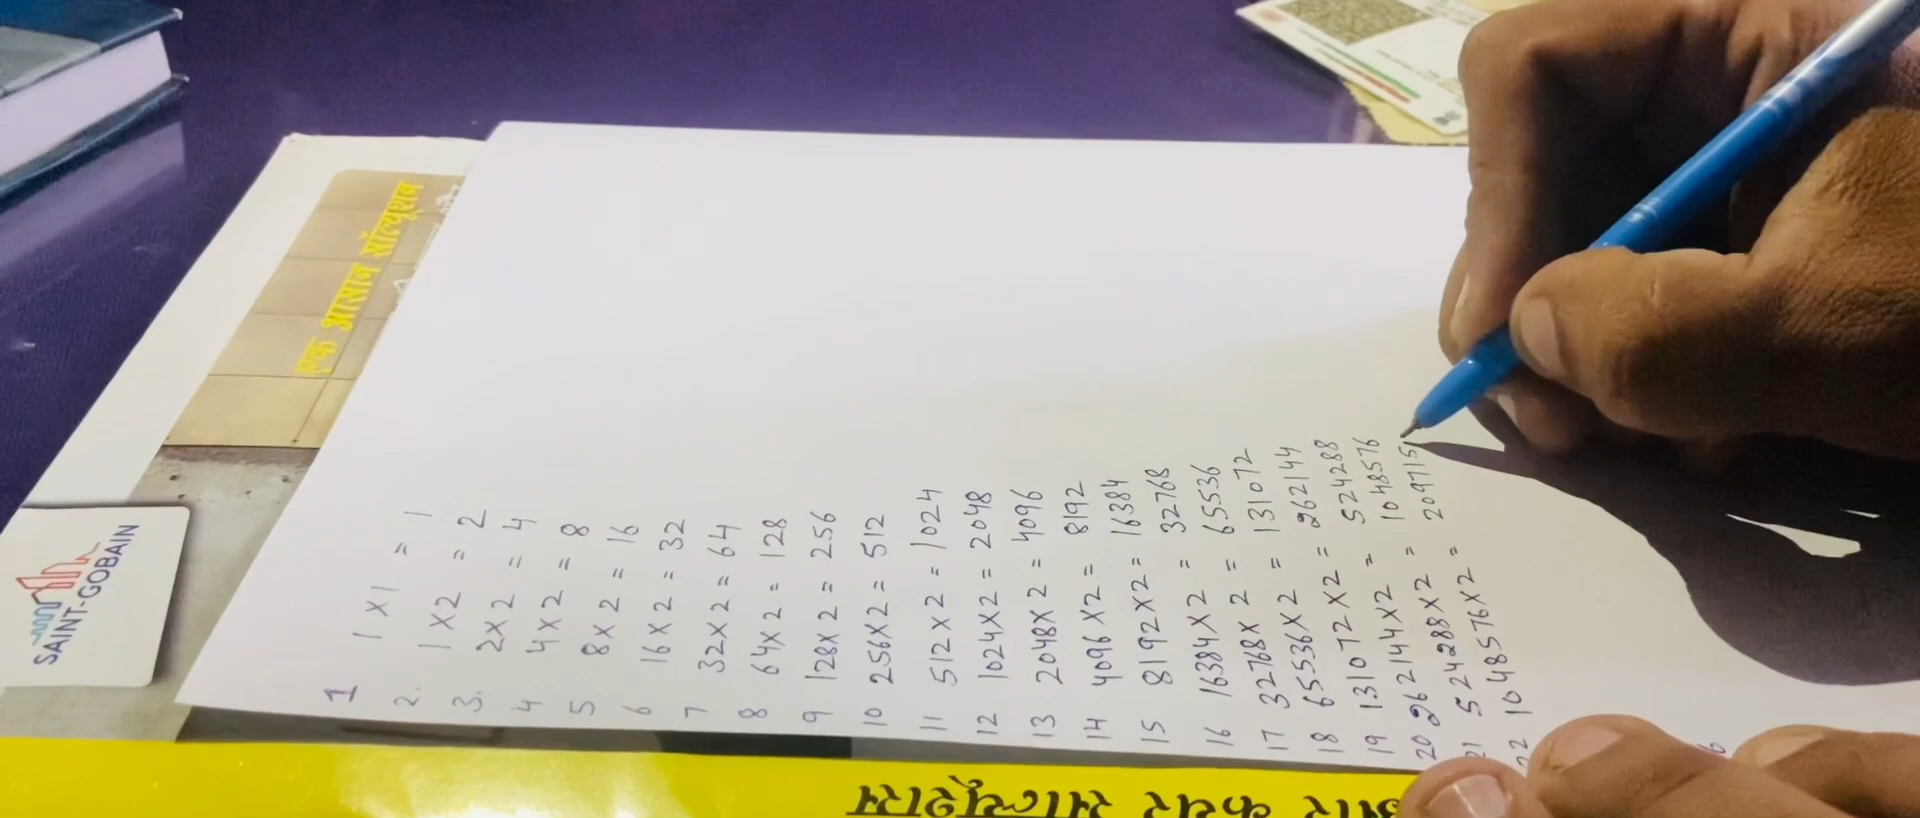 SAINT-GOBAIN
एक आसान सॉल्यूशन
1 1 X 1 = 1
2. 1 X 2 = 2
3. 2 X 2 = 4
4 4 X 2 = 8
5 8 X 2 = 16
6 16 X 2 = 32
7 32 X 2 = 64
8 64 X 2 = 128
9 128 X 2 = 256
10 256 X 2 = 512
11 512 X 2 = 1024
12 1024 X 2 = 2048
13 2048 X 2 = 4096
14 4096 X 2 = 8192
15 8192 X 2 = 16384
16 16384 X 2 = 32768
17 32768 X 2 = 65536
18 65536 X 2 = 131072
19 131072 X 2 = 262144
20 262144 X 2 = 524288
21 524288 X 2 = 1048576
22 1048576 X 2 = 209715